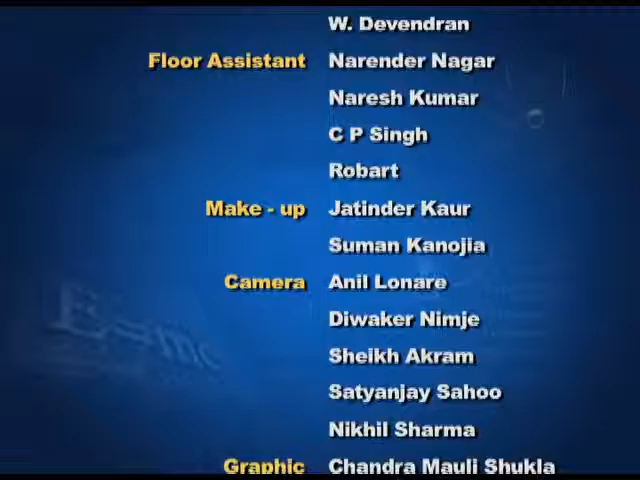 W. Devendran
Floor Assistant Narender Nagar
Naresh Kumar
C P Singh
Robart
Make - up Jatinder Kaur
Suman Kanojia
Camera Anil Lonare
Diwaker Nimje
Sheikh Akram
Satyanjay Sahoo
Nikhil Sharma
Graphic Chandra Mauli Shukla